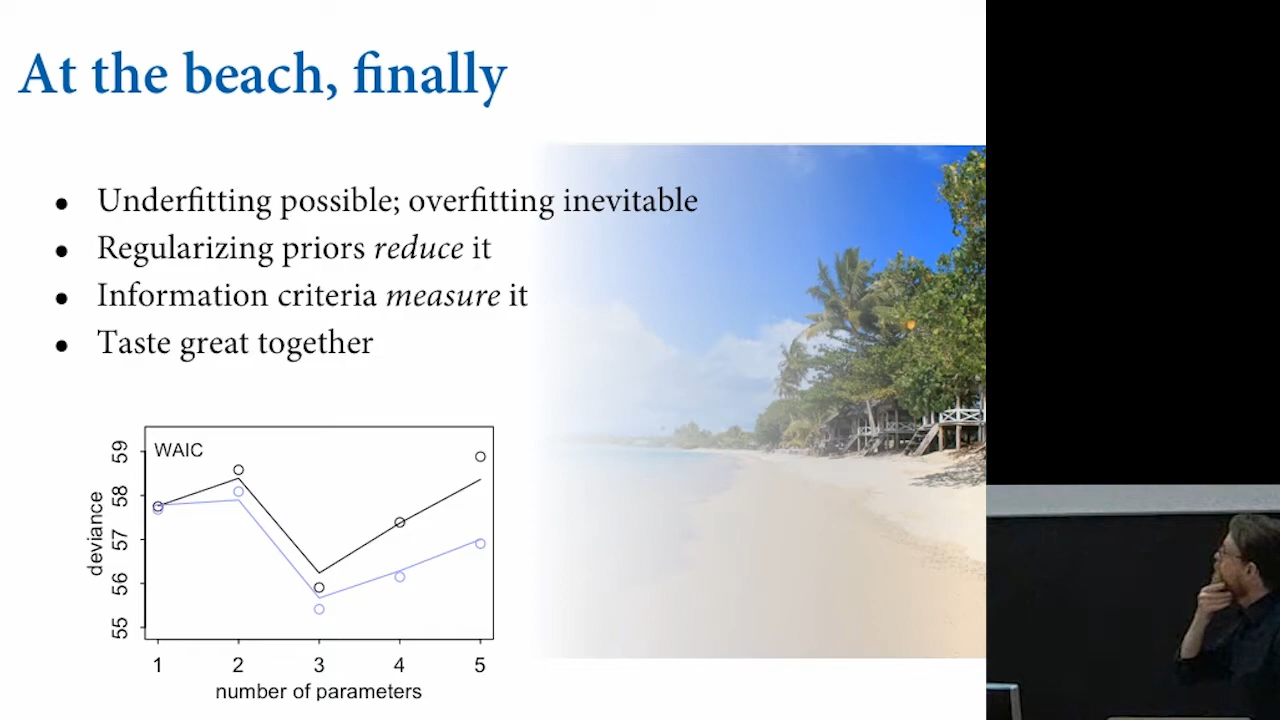 At the beach, finally
• Underfitting possible; overfitting inevitable
• Regularizing priors reduce it
• Information criteria measure it
• Taste great together
WAIC
deviance
59
58
57
56
55
1 2 3 4 5
number of parameters